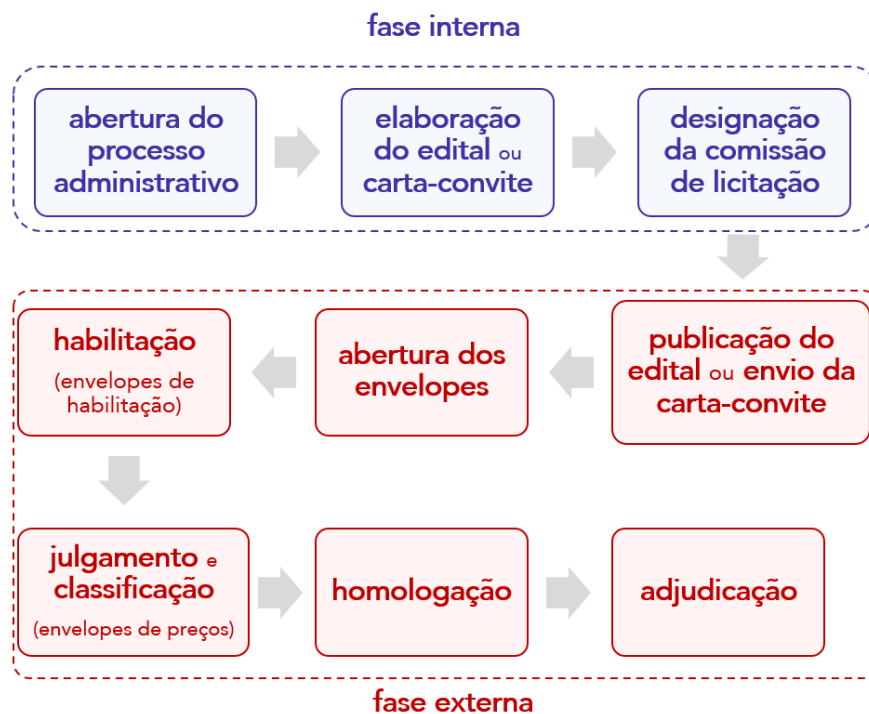 fase interna
abertura do
processo
administrativo
elaboração
do edital ou
carta-convite
designação
da comissão
de licitação
publicação do
edital ou envio da
carta-convite
abertura dos
envelopes
habilitação
(envelopes de
habilitação)
julgamento e
classificação
(envelopes de preços)
homologação
adjudicação
fase externa